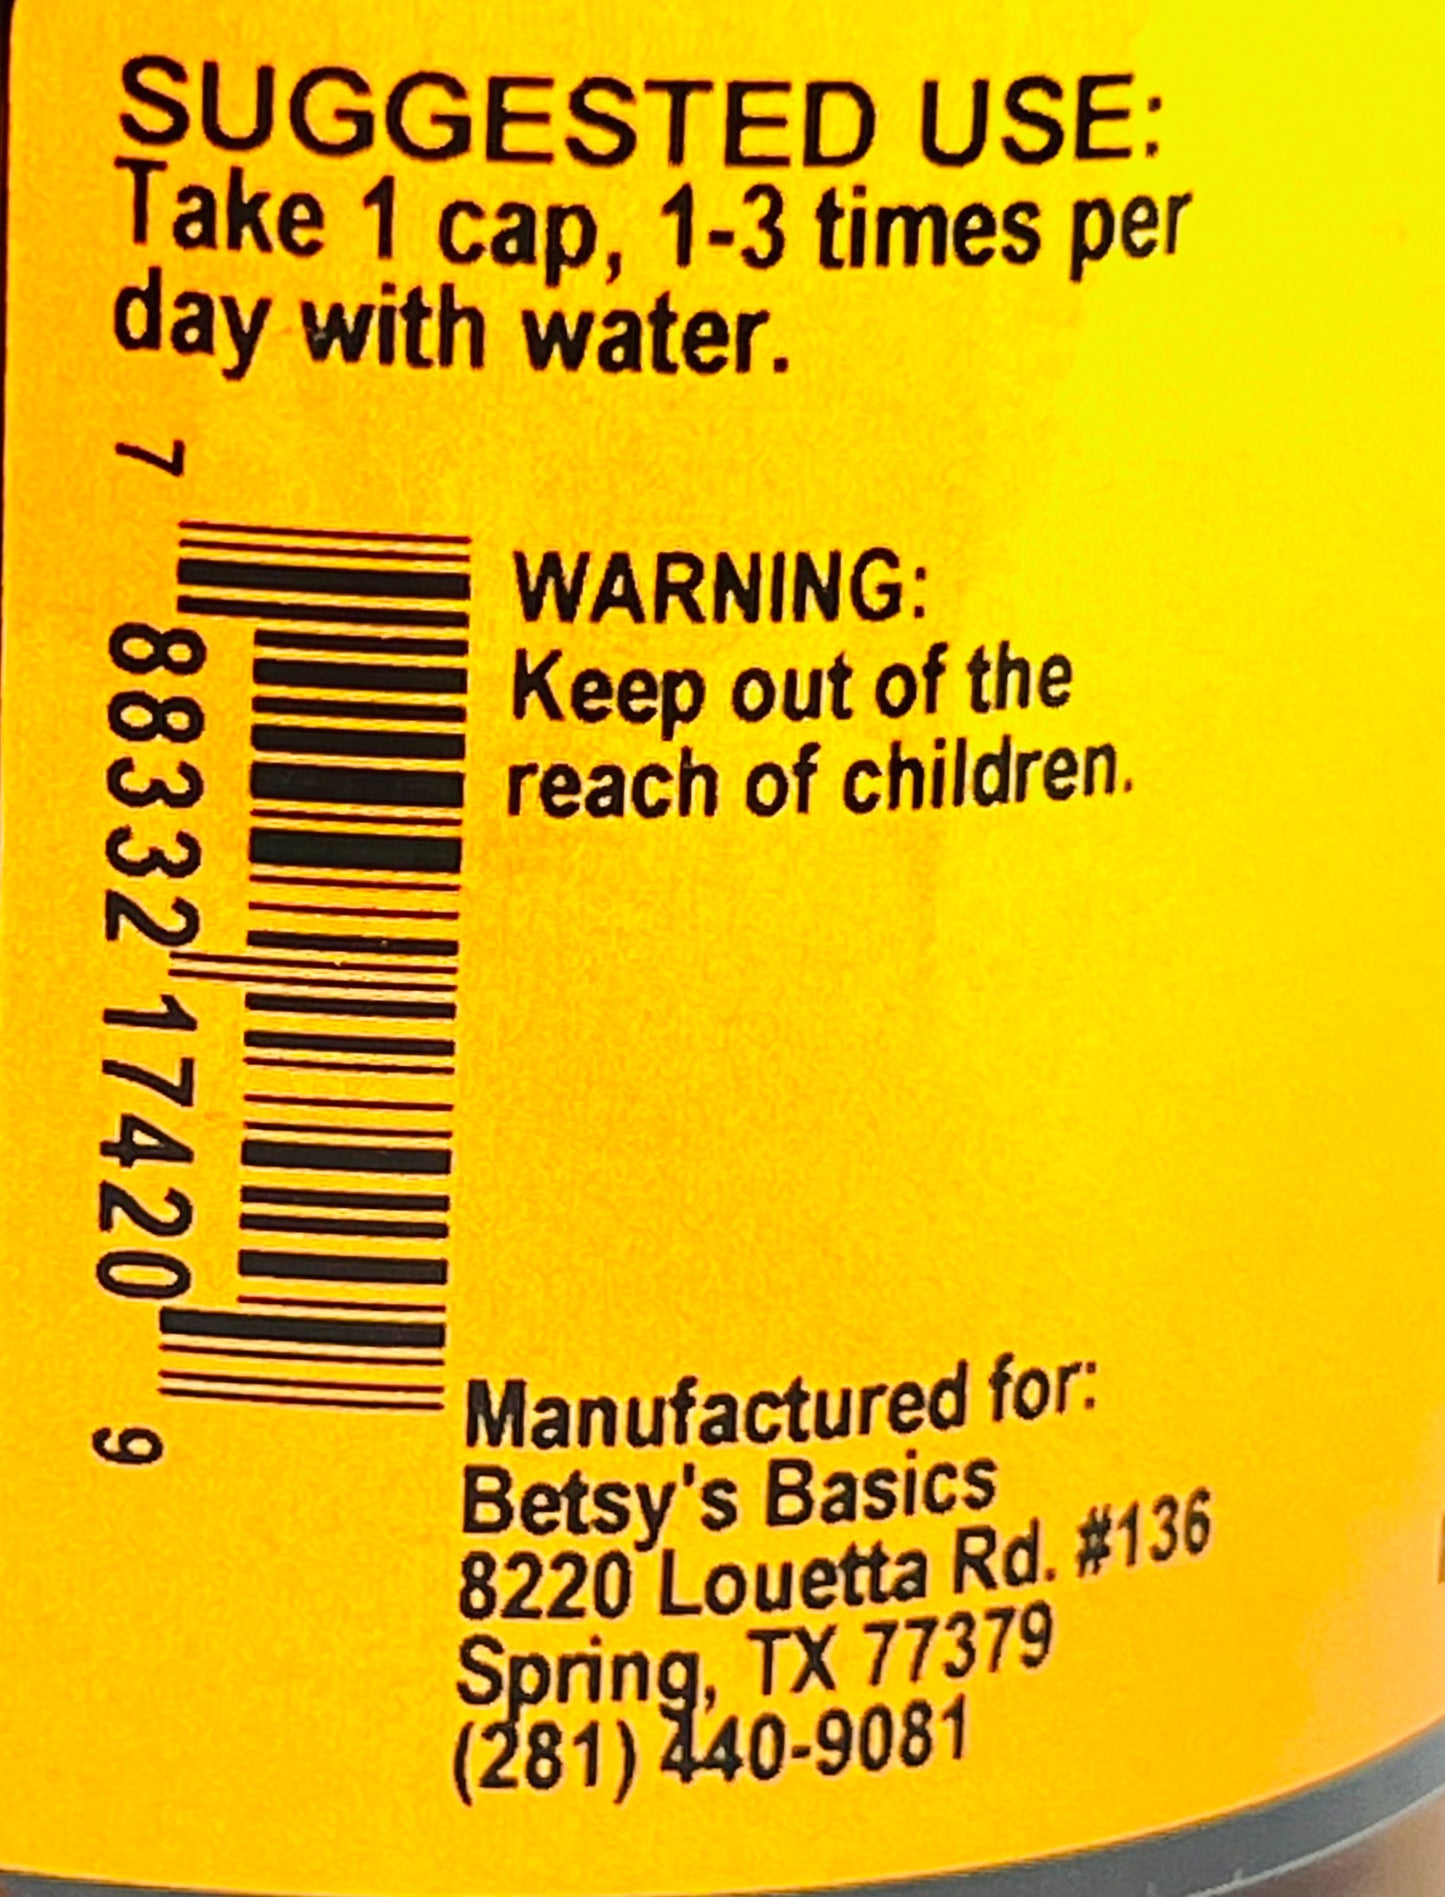 SUGGESTED USE:
Take 1 cap, 1-3 times per
day with water.
7 88332 17420 9
WARNING:
Keep out of the
reach of children.
Manufactured for:
Betsy's Basics
8220 Louetta Rd. #136
Spring, TX 77379
(281) 440-9081